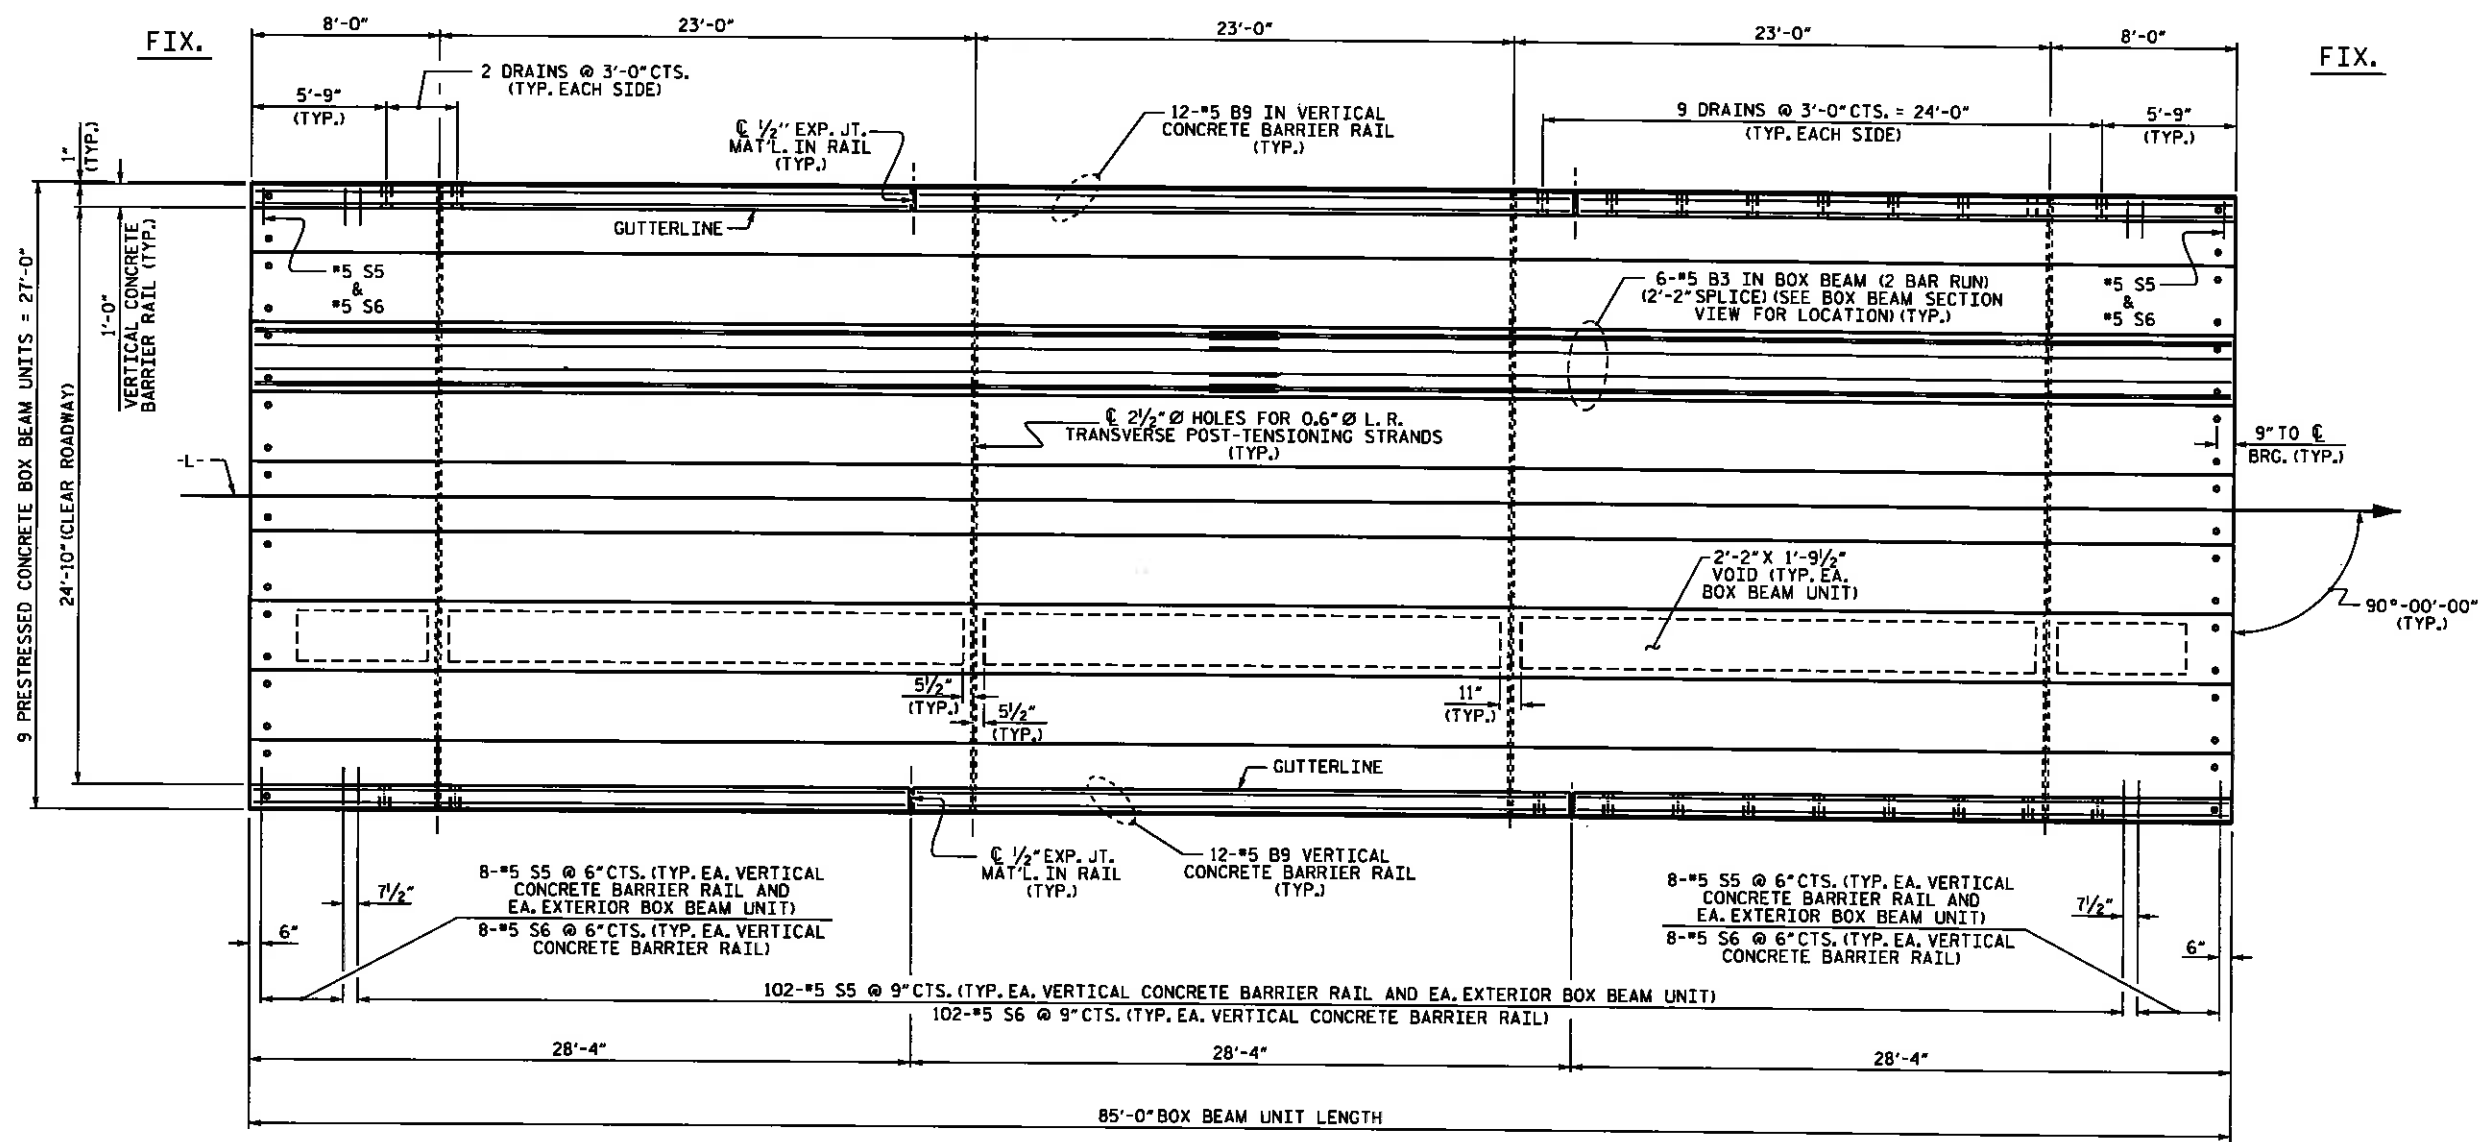 8'-0"
23'-0"
23'-0"
23'-0"
8'-0"
FIX.
FIX.
2 DRAINS @ 3'-0" CTS.
(TYP. EACH SIDE)
5'-9"
(TYP.)
12-#5 B9 IN VERTICAL
CONCRETE BARRIER RAIL
(TYP.)
9 DRAINS @ 3'-0" CTS. = 24'-0"
(TYP. EACH SIDE)
5'-9"
(TYP.)
℄ 1/2" EXP. JT.
MAT'L. IN RAIL
(TYP.)
1"
(TYP.)
GUTTERLINE
1'-0"
VERTICAL CONCRETE
BARRIER RAIL (TYP.)
#5 S5
&
#5 S6
6-#5 B3 IN BOX BEAM (2 BAR RUN)
(2'-2" SPLICE) (SEE BOX BEAM SECTION
VIEW FOR LOCATION) (TYP.)
#5 S5
&
#5 S6
9 PRESTRESSED CONCRETE BOX BEAM UNITS = 27'-0"
24'-10" (CLEAR ROADWAY)
℄ 2 1/2" Ø HOLES FOR 0.6" Ø L. R.
TRANSVERSE POST-TENSIONING STRANDS
(TYP.)
9" TO ℄
BRG. (TYP.)
-L-
2'-2" X 1'-9 1/2"
VOID (TYP. EA.
BOX BEAM UNIT)
90°-00'-00"
(TYP.)
5 1/2"
(TYP.)
5 1/2"
(TYP.)
11"
(TYP.)
GUTTERLINE
℄ 1/2" EXP. JT.
MAT'L. IN RAIL
(TYP.)
12-#5 B9 VERTICAL
CONCRETE BARRIER RAIL
(TYP.)
8-#5 S5 @ 6" CTS. (TYP. EA. VERTICAL
CONCRETE BARRIER RAIL AND
EA. EXTERIOR BOX BEAM UNIT)
8-#5 S6 @ 6" CTS. (TYP. EA. VERTICAL
CONCRETE BARRIER RAIL)
7 1/2"
6"
8-#5 S5 @ 6" CTS. (TYP. EA. VERTICAL
CONCRETE BARRIER RAIL AND
EA. EXTERIOR BOX BEAM UNIT)
8-#5 S6 @ 6" CTS. (TYP. EA. VERTICAL
CONCRETE BARRIER RAIL)
7 1/2"
6"
102-#5 S5 @ 9" CTS. (TYP. EA. VERTICAL CONCRETE BARRIER RAIL AND EA. EXTERIOR BOX BEAM UNIT)
102-#5 S6 @ 9" CTS. (TYP. EA. VERTICAL CONCRETE BARRIER RAIL)
28'-4"
28'-4"
28'-4"
85'-0" BOX BEAM UNIT LENGTH